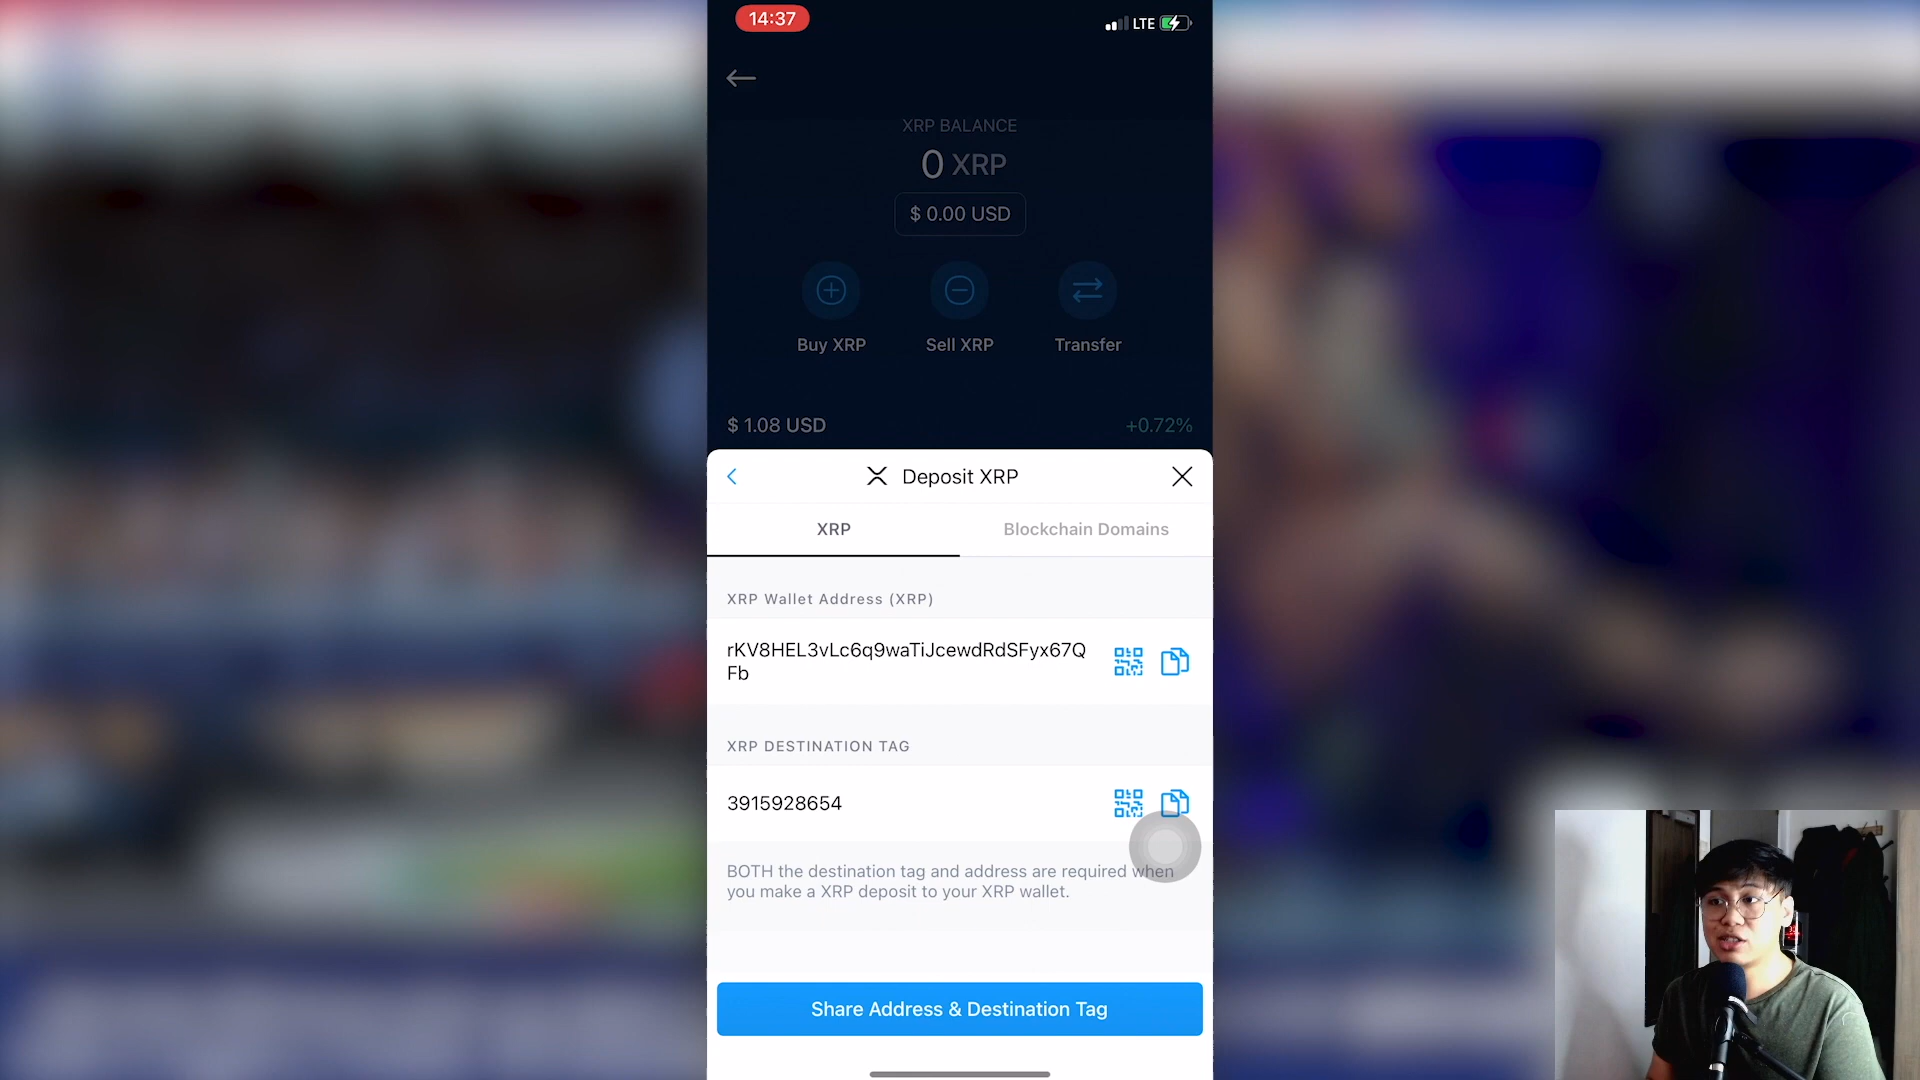 14:37
LTE
XRP BALANCE
0 XRP
$ 0.00 USD
Buy XRP
Sell XRP
Transfer
$ 1.08 USD
+0.72%
Deposit XRP
XRP
Blockchain Domains
XRP Wallet Address (XRP)
rKV8HEL3vLc6q9waTiJcewdRdSFyx67Q
Fb
XRP DESTINATION TAG
3915928654
BOTH the destination tag and address are required when
you make a XRP deposit to your XRP wallet.
Share Address & Destination Tag